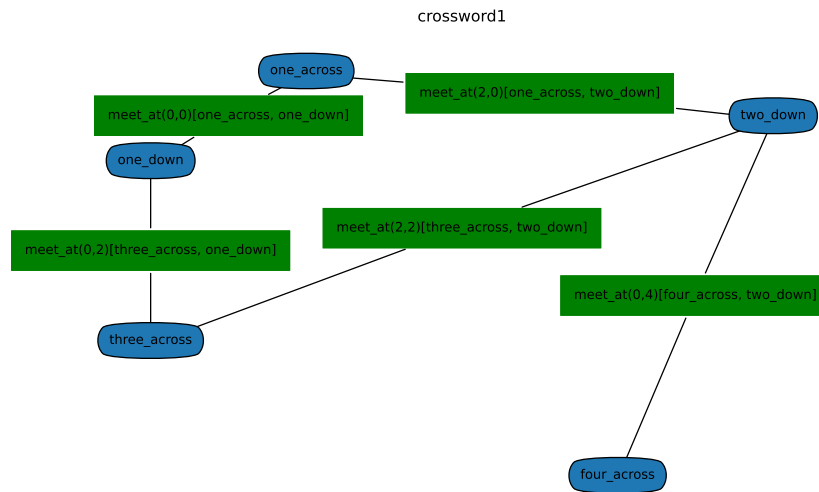 crossword1
one_across
meet_at(2,0)[one_across, two_down]
meet_at(0,0)[one_across, one_down]
two_down
one_down
meet_at(2,2)[three_across, two_down]
meet_at(0,2)[three_across, one_down]
meet_at(0,4)[four_across, two_down]
three_across
four_across